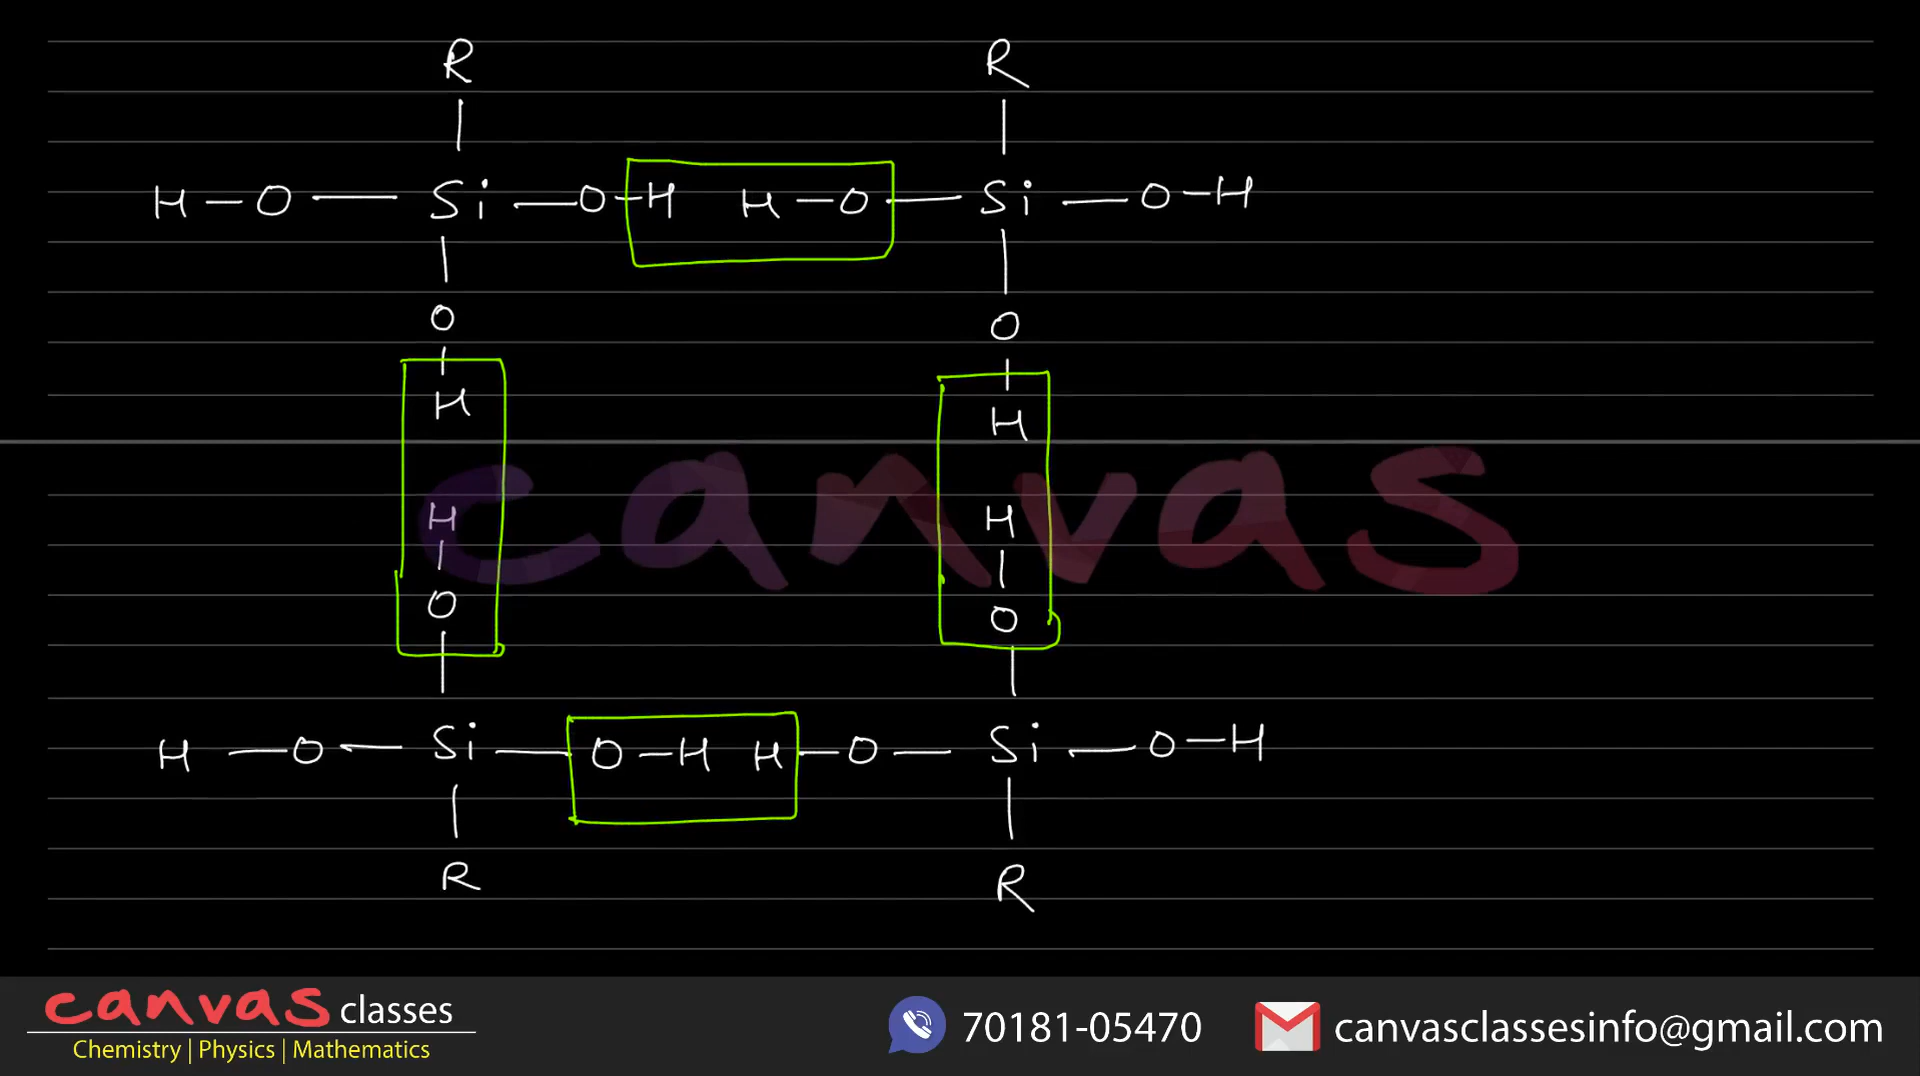 R R
H-O-Si-O-H H-O-Si-O-H
O O
H H
canvas
H H
O O
H-O-Si-O-H H-O-Si-O-H
R R
canvas classes
Chemistry | Physics | Mathematics
70181-05470
canvasclassesinfo@gmail.com